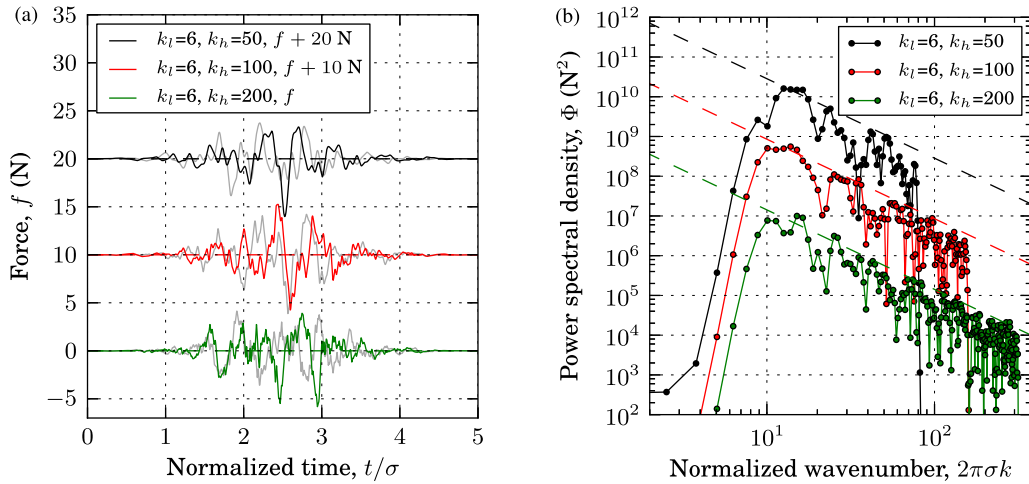 (a)
35
30
25
20
15
10
5
0
−5
Force, f (N)
k_l=6, k_h=50, f + 20 N
k_l=6, k_h=100, f + 10 N
k_l=6, k_h=200, f
0 1 2 3 4 5
Normalized time, t/σ
(b)
10^12
10^11
10^10
10^9
10^8
10^7
10^6
10^5
10^4
10^3
10^2
Power spectral density, Φ (N^2)
k_l=6, k_h=50
k_l=6, k_h=100
k_l=6, k_h=200
10^1 10^2
Normalized wavenumber, 2πσk